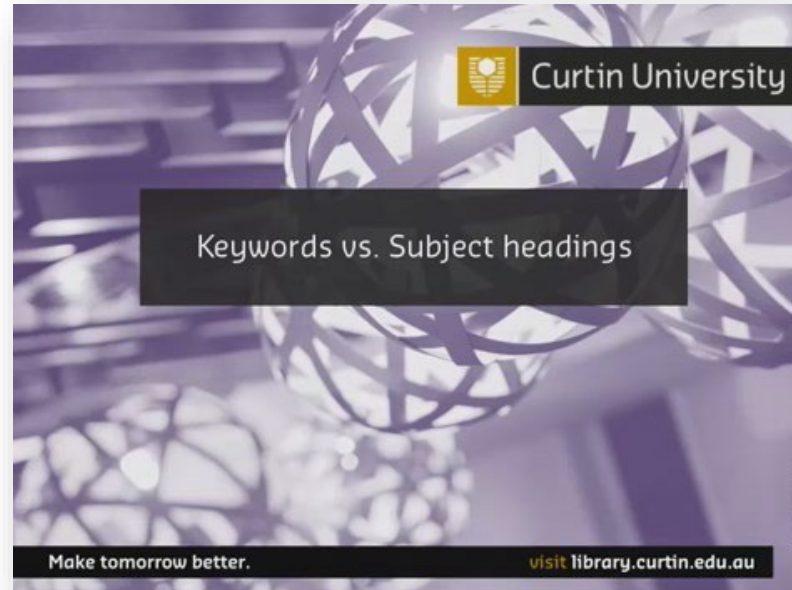 Curtin University
Keywords vs. Subject headings
Make tomorrow better.
visit library.curtin.edu.au